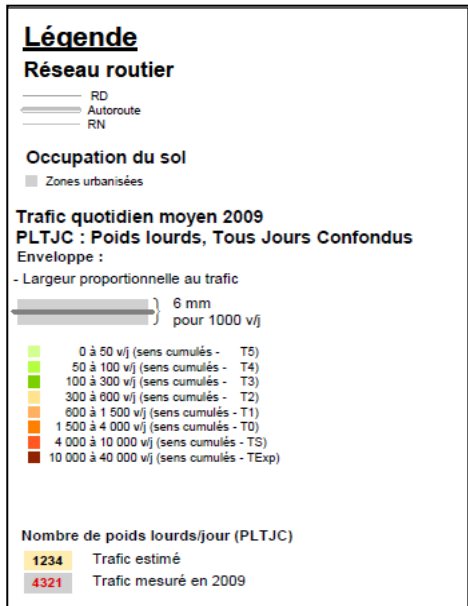 Légende
Réseau routier
RD
Autoroute
RN
Occupation du sol
Zones urbanisées
Trafic quotidien moyen 2009
PLTJC : Poids lourds, Tous Jours Confondus
Enveloppe :
- Largeur proportionnelle au trafic
6 mm
pour 1000 v/j
0 à 50 v/j (sens cumulés - T5)
50 à 100 v/j (sens cumulés - T4)
100 à 300 v/j (sens cumulés - T3)
300 à 600 v/j (sens cumulés - T2)
600 à 1 500 v/j (sens cumulés - T1)
1 500 à 4 000 v/j (sens cumulés - T0)
4 000 à 10 000 v/j (sens cumulés - TS)
10 000 à 40 000 v/j (sens cumulés - TExp)
Nombre de poids lourds/jour (PLTJC)
1234 Trafic estimé
4321 Trafic mesuré en 2009